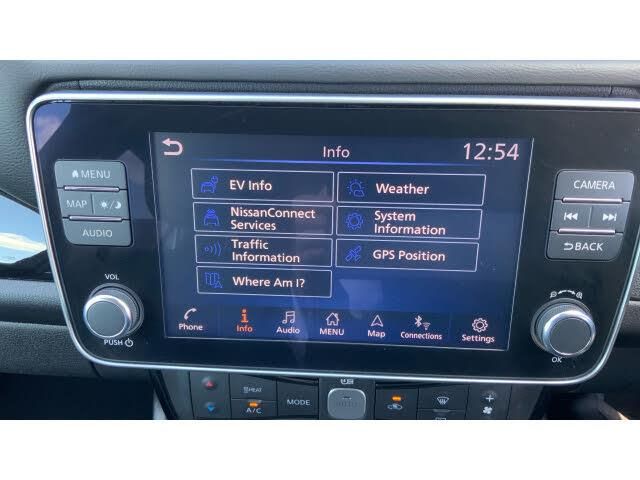 Info
12:54
MENU
MAP
AUDIO
VOL
PUSH
EV Info
NissanConnect
Services
Traffic
Information
Where Am I?
Weather
System
Information
GPS Position
Phone
Info
Audio
MENU
Map
Connections
Settings
CAMERA
BACK
OK
HEAT
A/C
MODE
AUTO